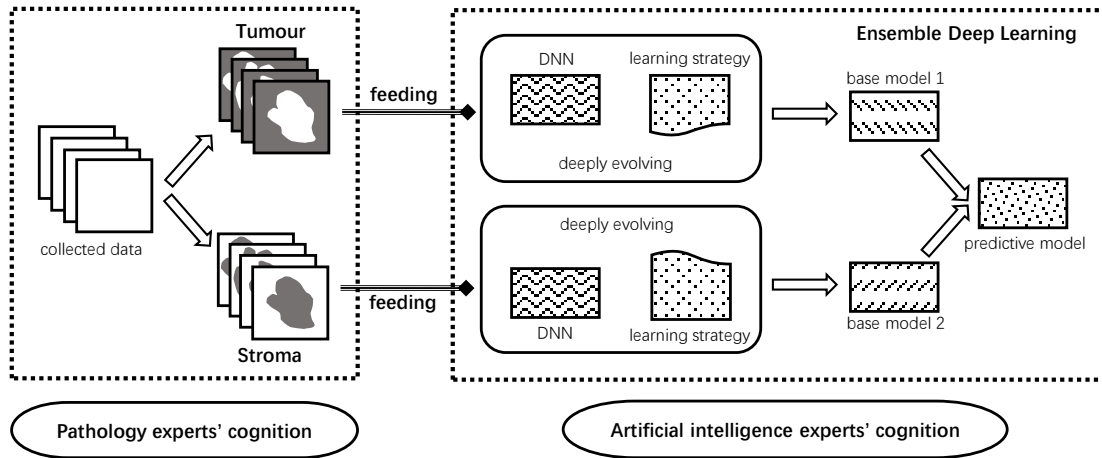 Tumour
collected data
Stroma
feeding
feeding
Ensemble Deep Learning
DNN
learning strategy
deeply evolving
base model 1
deeply evolving
DNN
learning strategy
base model 2
predictive model
Pathology experts' cognition
Artificial intelligence experts' cognition